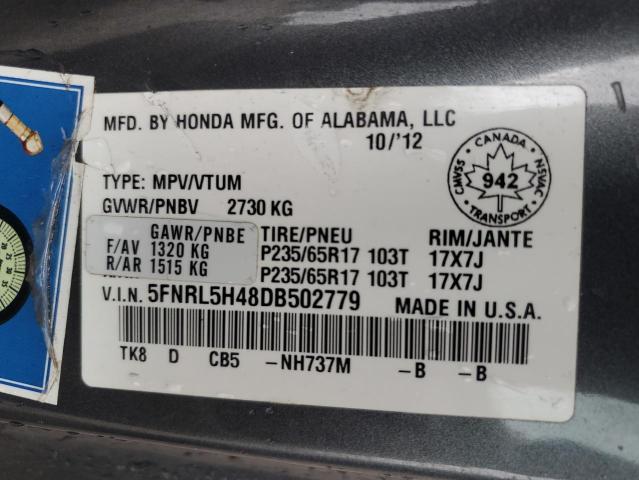 MFD. BY HONDA MFG. OF ALABAMA, LLC
10/'12
CANADA
CMVSS
NSVAC
942
TRANSPORT
TYPE: MPV/VTUM
GVWR/PNBV 2730 KG
GAWR/PNBE TIRE/PNEU RIM/JANTE
F/AV 1320 KG P235/65R17 103T 17X7J
R/AR 1515 KG P235/65R17 103T 17X7J
V.I.N. 5FNRL5H48DB502779 MADE IN U.S.A.
TK8 D CB5 -NH737M -B -B